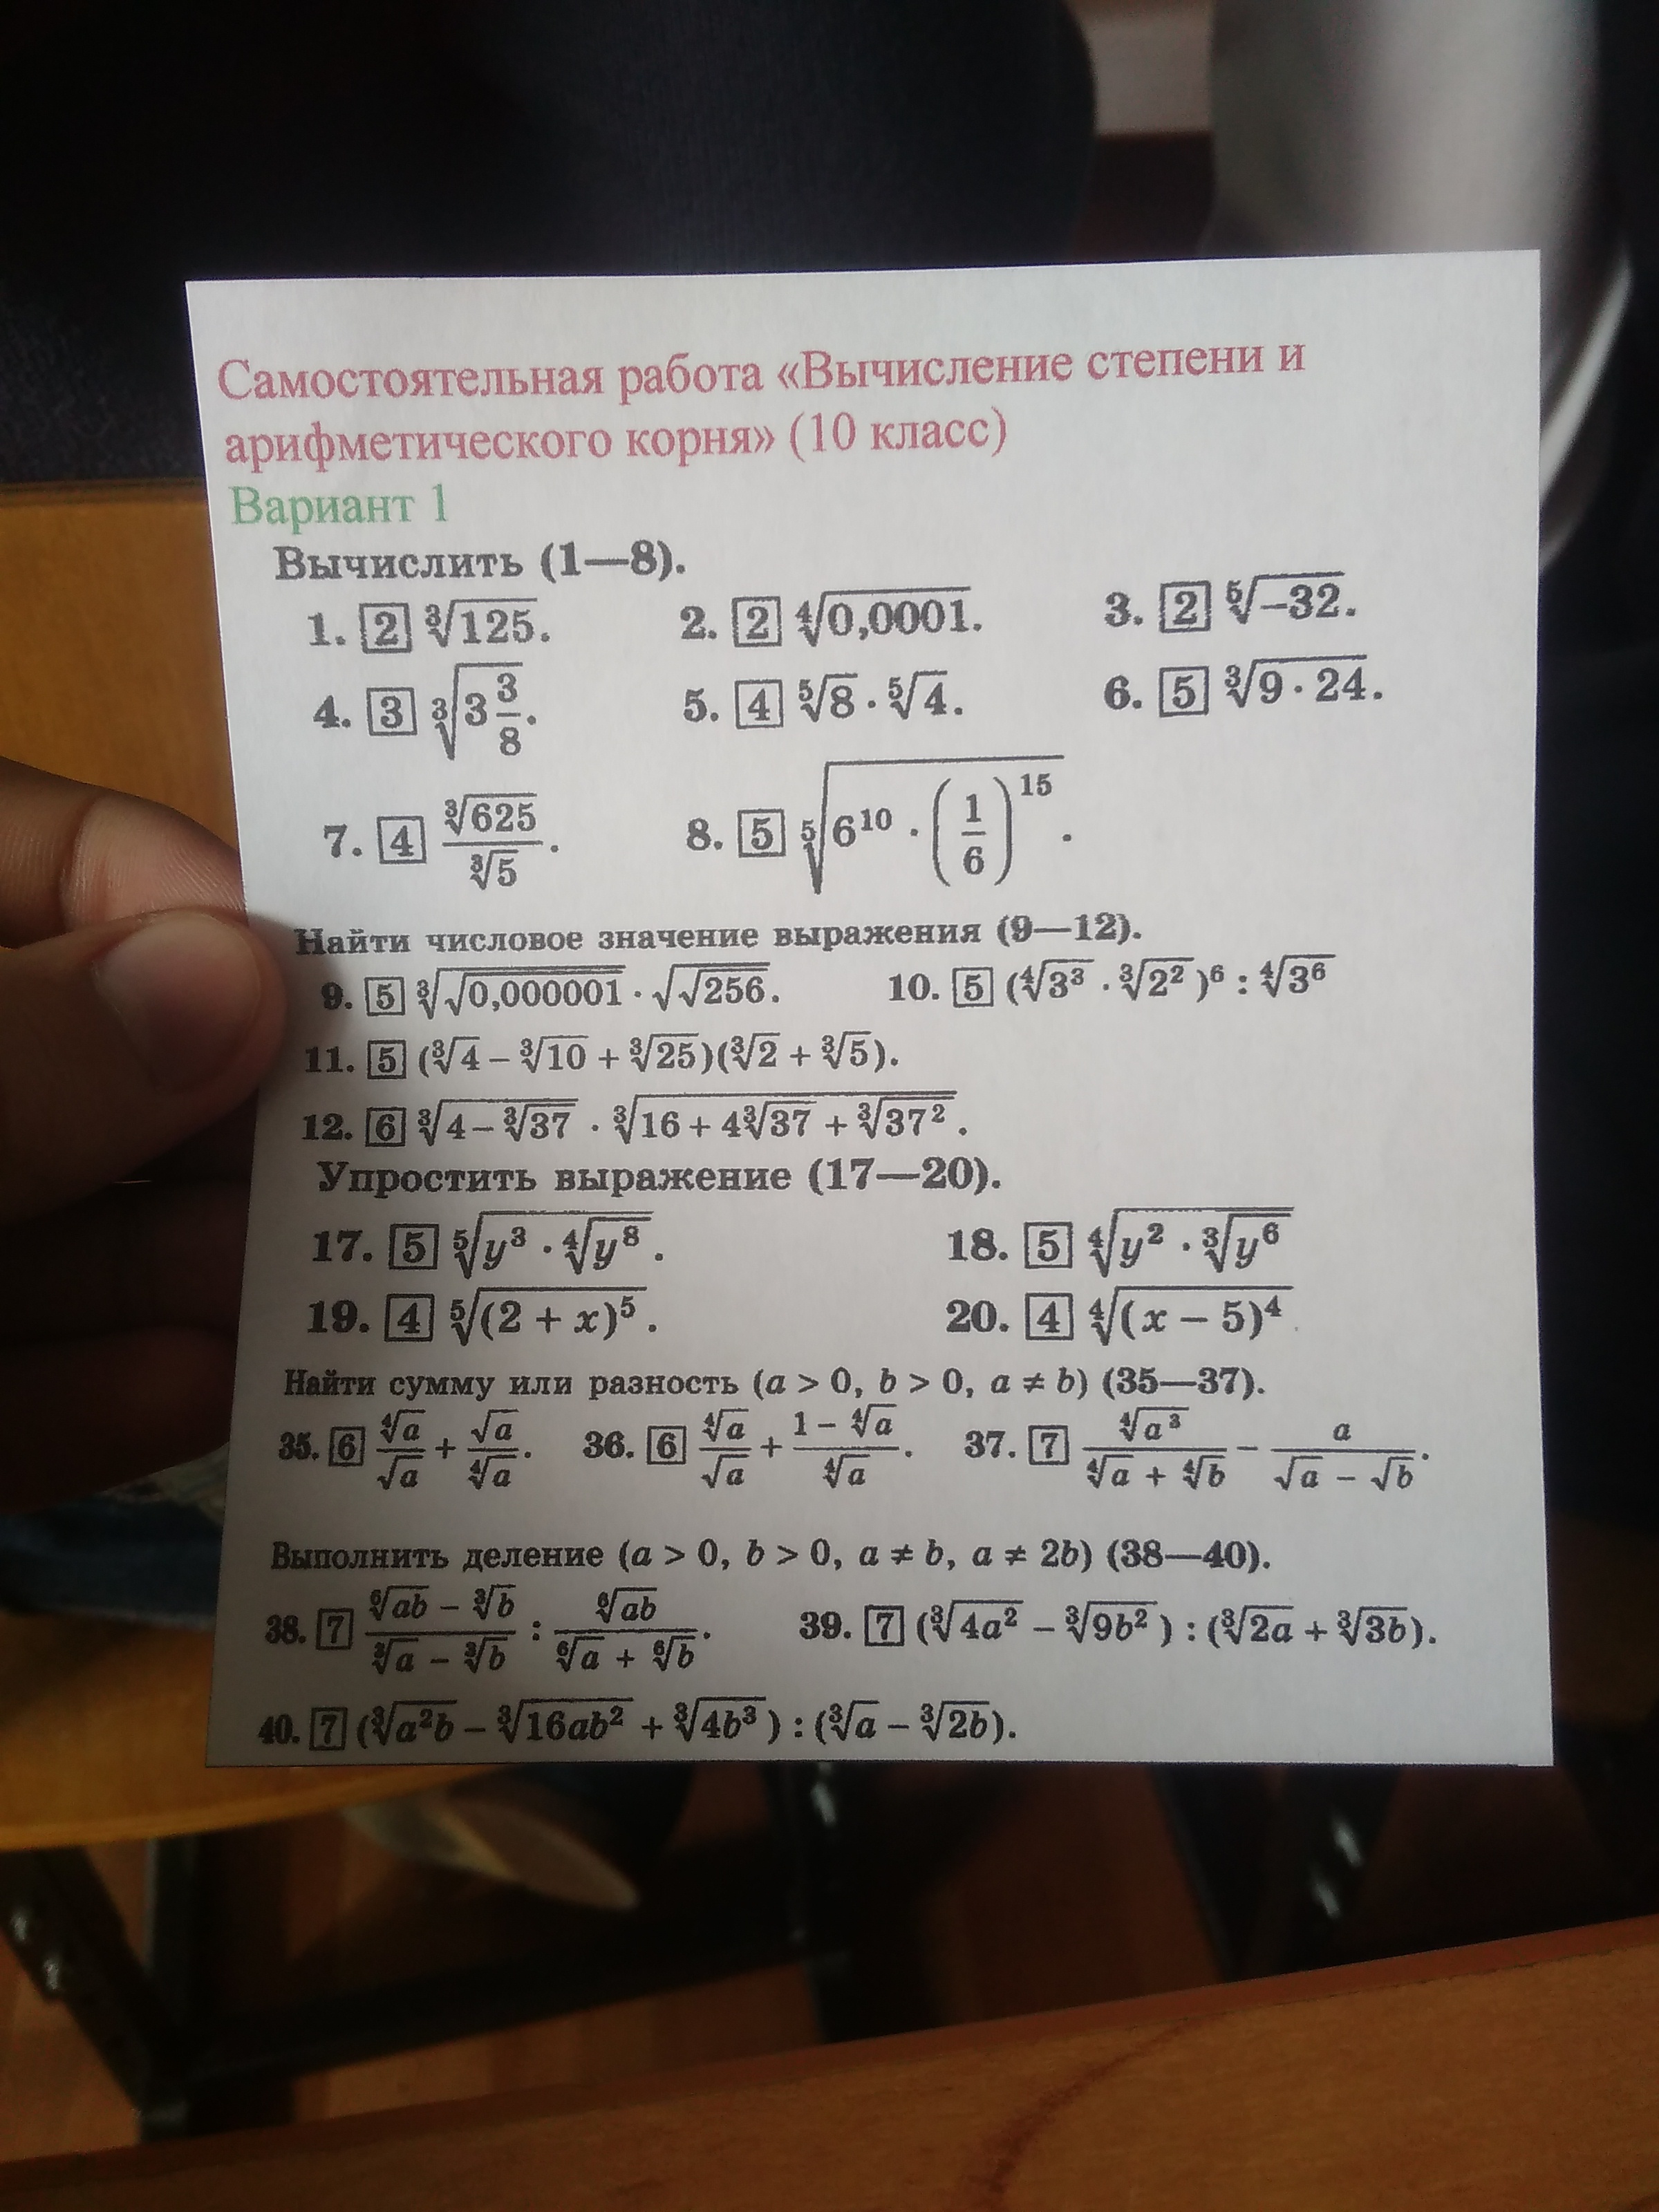 Самостоятельная работа «Вычисление степени и
арифметического корня» (10 класс)
Вариант 1
Вычислить (1—8).
1. [2] ∛125. 2. [2] ∜0,0001. 3. [2] ⁵√−32.
4. [3] ∛(3 3/8). 5. [4] ⁵√8 · ⁵√4. 6. [5] ∛(9 · 24).
7. [4] ∛625/∛5. 8. [5] ⁵√(6¹⁰ · (1/6)¹⁵).
Найти числовое значение выражения (9—12).
9. [5] ∛(√0,000001) · √(√256). 10. [5] (∜3³ · ∛2²)⁶ : ∜3⁶
11. [5] (∛4 − ∛10 + ∛25)(∛2 + ∛5).
12. [6] ∛(4 − ∛37) · ∛(16 + 4∛37 + ∛37²).
Упростить выражение (17—20).
17. [5] ⁵√(y³ · ∜y⁸). 18. [5] ∜(y² · ∛y⁶)
19. [4] ⁵√(2 + x)⁵. 20. [4] ∜(x − 5)⁴
Найти сумму или разность (a > 0, b > 0, a ≠ b) (35—37).
35. [6] ∜a/√a + √a/∜a. 36. [6] ∜a/√a + (1 − ∜a)/∜a. 37. [7] ∜a³/(∜a + ∜b) − a/(√a − √b).
Выполнить деление (a > 0, b > 0, a ≠ b, a ≠ 2b) (38—40).
38. [7] (⁶√ab − ∛b)/(∛a − ∛b) : ⁶√ab/(⁶√a + ⁶√b). 39. [7] (∛4a² − ∛9b²) : (∛2a + ∛3b).
40. [7] (∛a²b − ∛16ab² + ∛4b³) : (∛a − ∛2b).